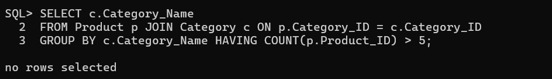 SQL> SELECT c.Category_Name
  2  FROM Product p JOIN Category c ON p.Category_ID = c.Category_ID
  3  GROUP BY c.Category_Name HAVING COUNT(p.Product_ID) > 5;
no rows selected